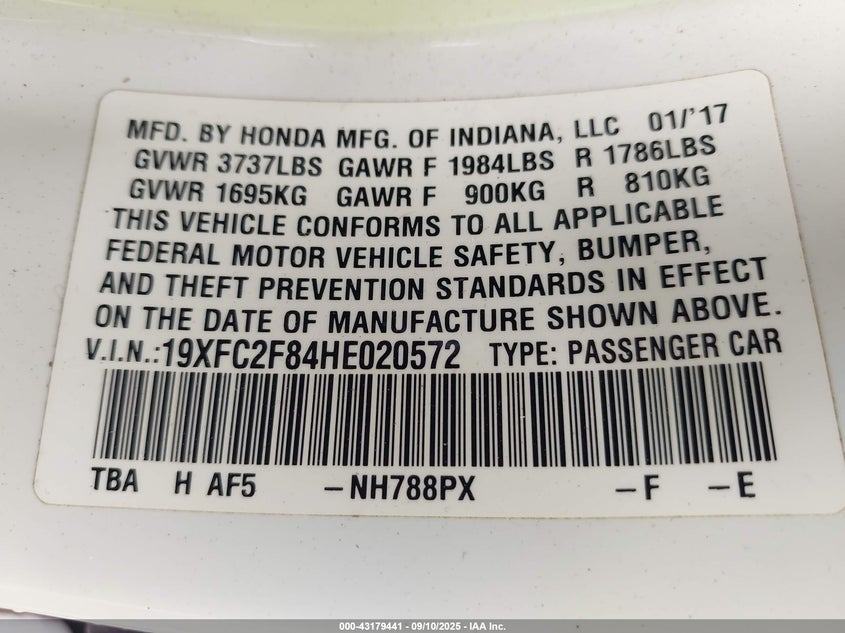 MFD. BY HONDA MFG. OF INDIANA, LLC 01/'17
GVWR 3737LBS GAWR F 1984LBS R 1786LBS
GVWR 1695KG GAWR F 900KG R 810KG
THIS VEHICLE CONFORMS TO ALL APPLICABLE
FEDERAL MOTOR VEHICLE SAFETY, BUMPER,
AND THEFT PREVENTION STANDARDS IN EFFECT
ON THE DATE OF MANUFACTURE SHOWN ABOVE.
V.I.N.:19XFC2F84HE020572 TYPE: PASSENGER CAR
TBA H AF5 –NH788PX –F –E
000-43179441 - 09/10/2025 - IAA Inc.